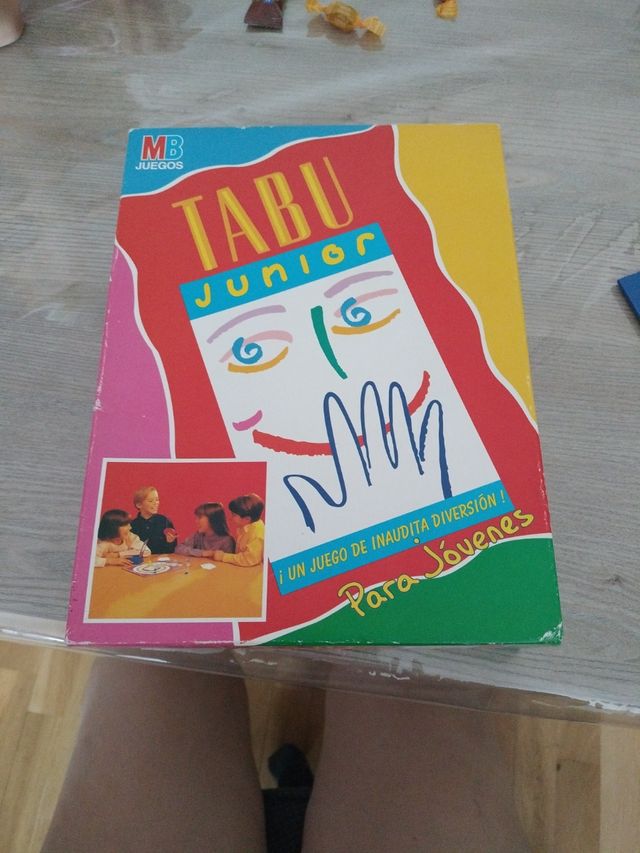 MB
JUEGOS
TABU
Junior
¡ UN JUEGO DE INAUDITA DIVERSIÓN !
Para Jóvenes